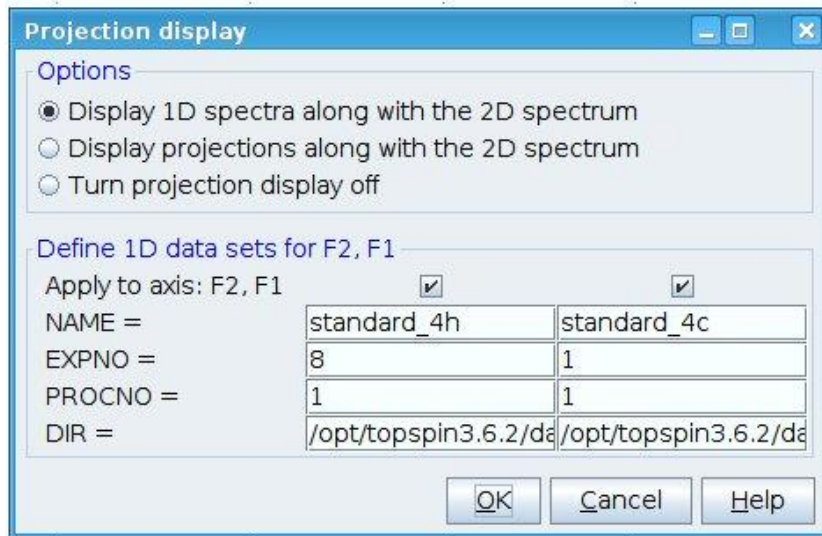 Projection display
Options
Display 1D spectra along with the 2D spectrum
Display projections along with the 2D spectrum
Turn projection display off
Define 1D data sets for F2, F1
Apply to axis: F2, F1
NAME = standard_4h standard_4c
EXPNO = 8 1
PROCNO = 1 1
DIR = /opt/topspin3.6.2/da /opt/topspin3.6.2/da
OK Cancel Help